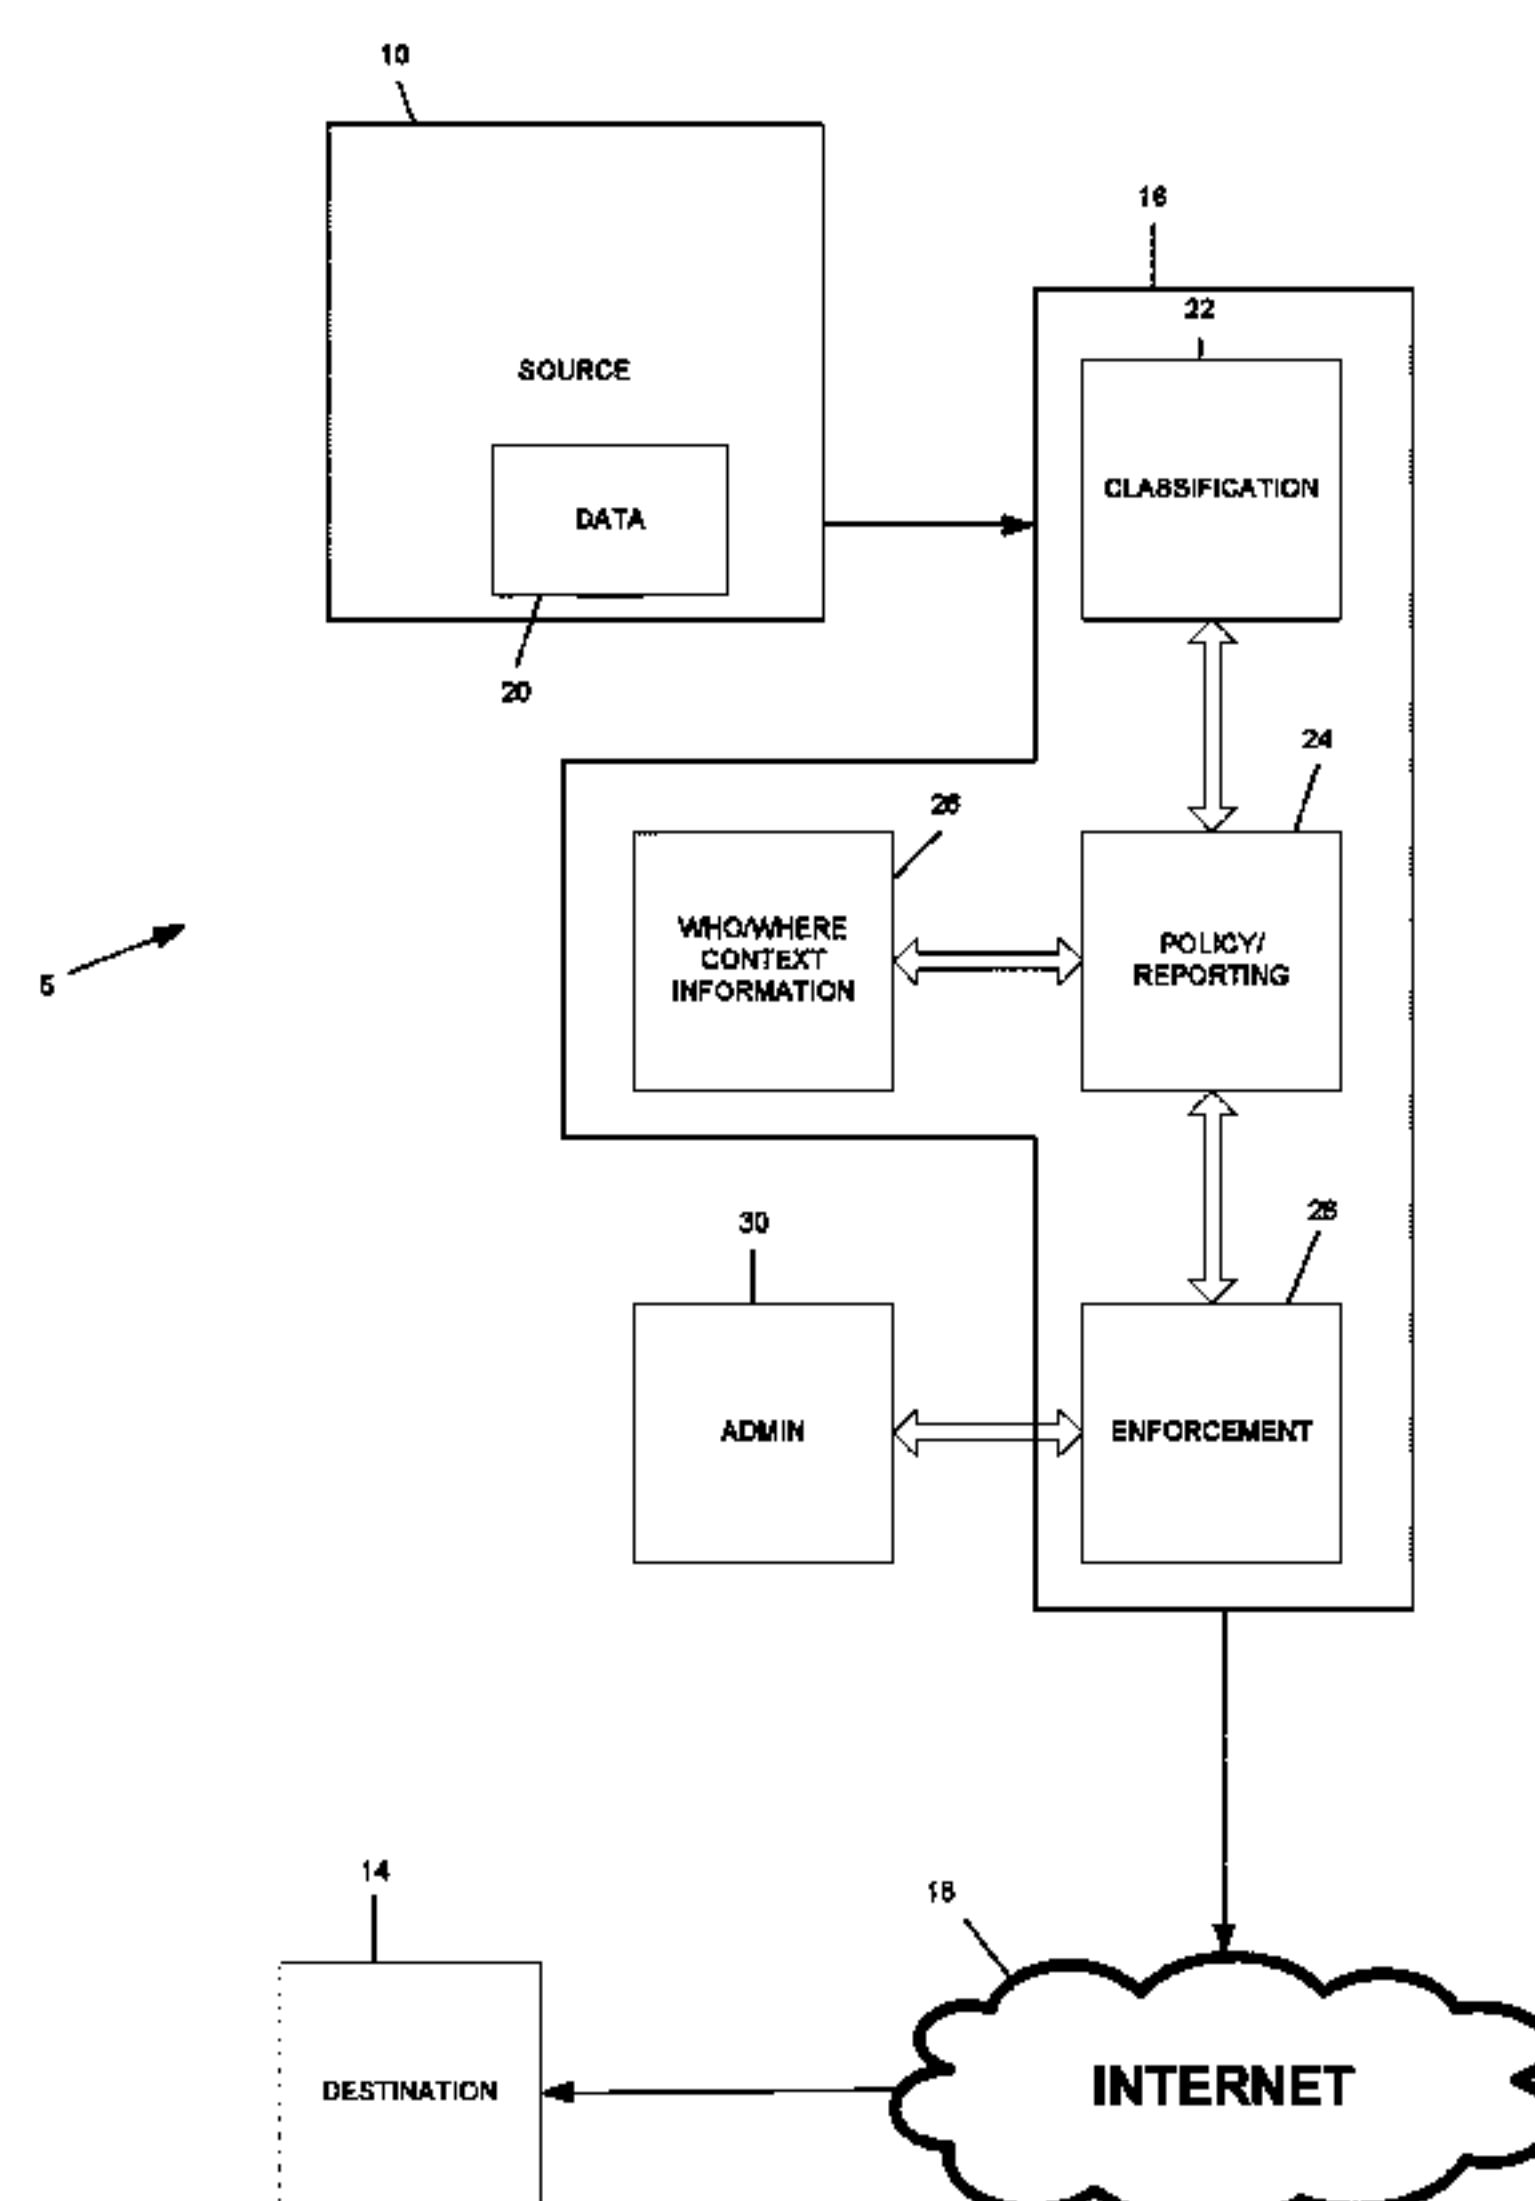 10
16
22
SOURCE
CLASSIFICATION
DATA
20
24
26
WHO/WHERE
CONTEXT
INFORMATION
POLICY/
REPORTING
5
28
30
ADMIN
ENFORCEMENT
14
18
INTERNET
DESTINATION